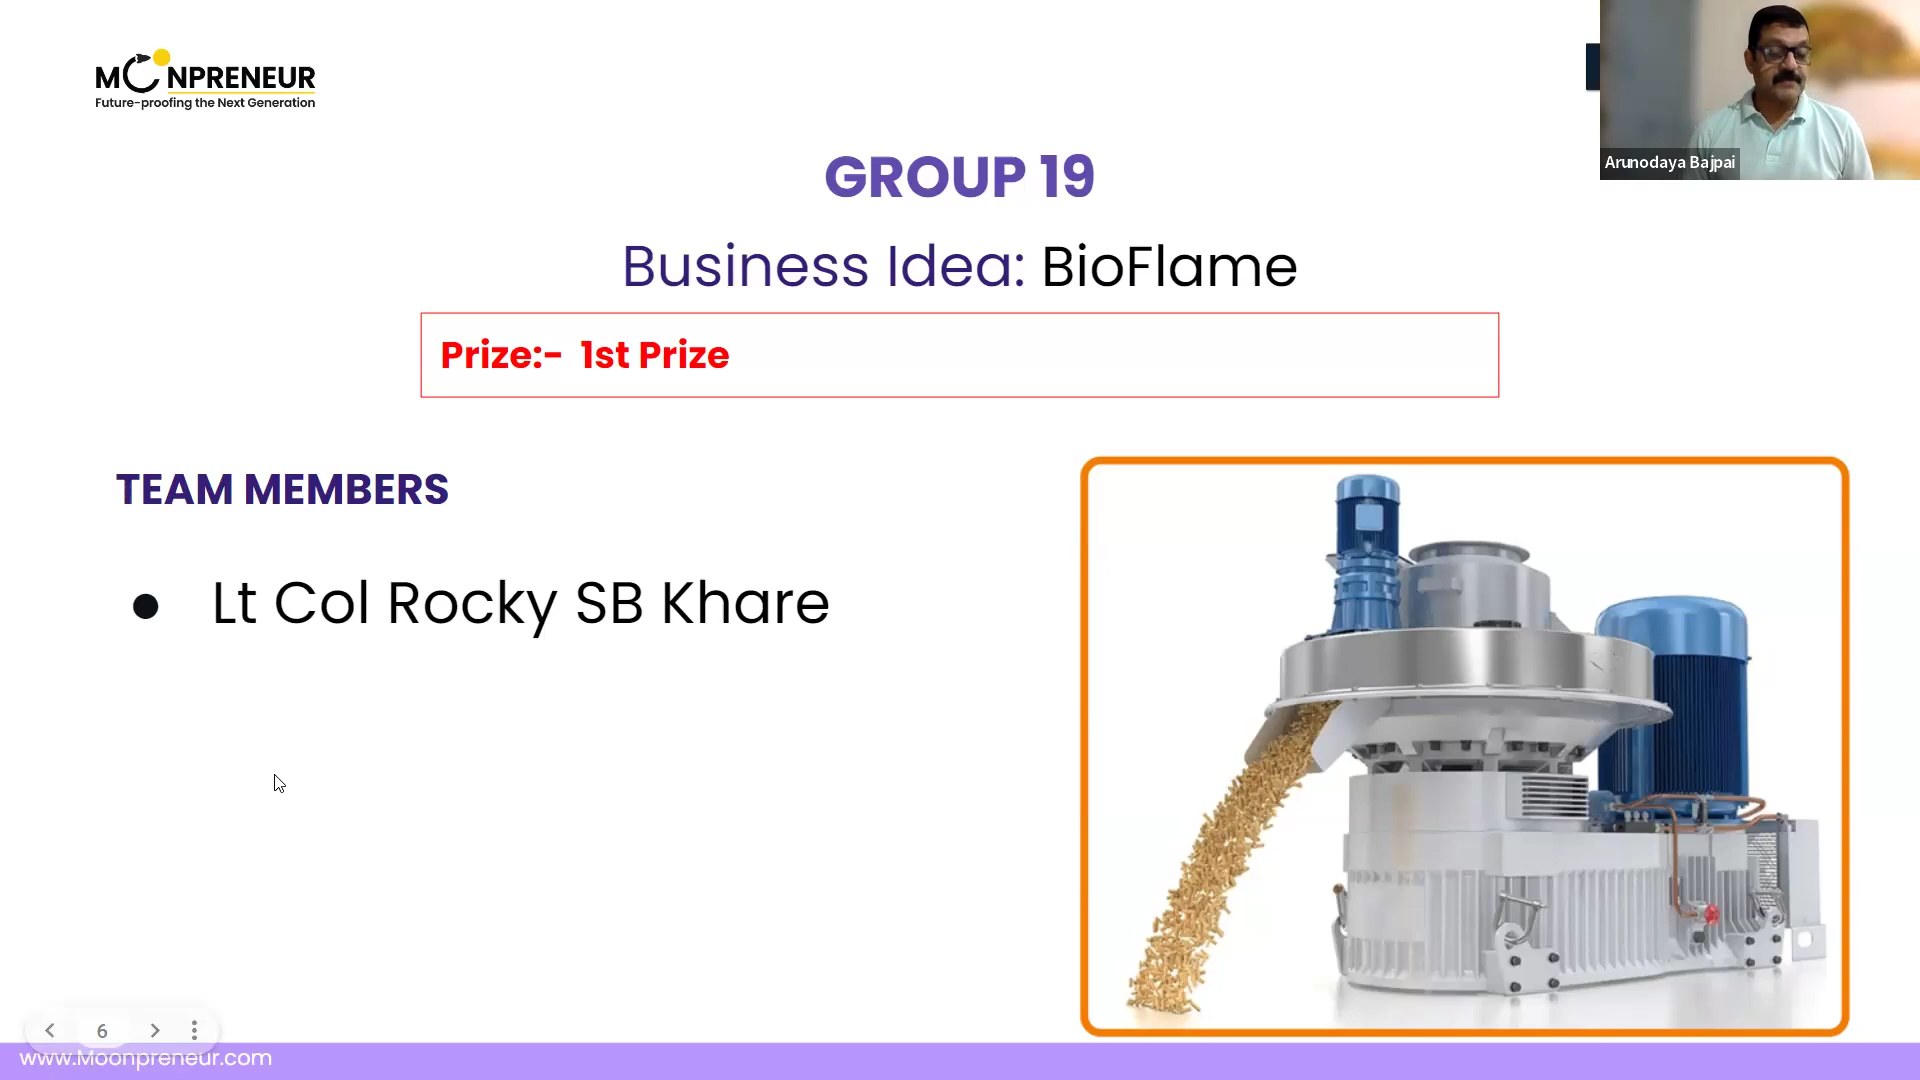 MOONPRENEUR
Future-proofing the Next Generation
Arunodaya Bajpai
GROUP 19
Business Idea: BioFlame
Prize:- 1st Prize
TEAM MEMBERS
● Lt Col Rocky SB Khare
6
www.Moonpreneur.com